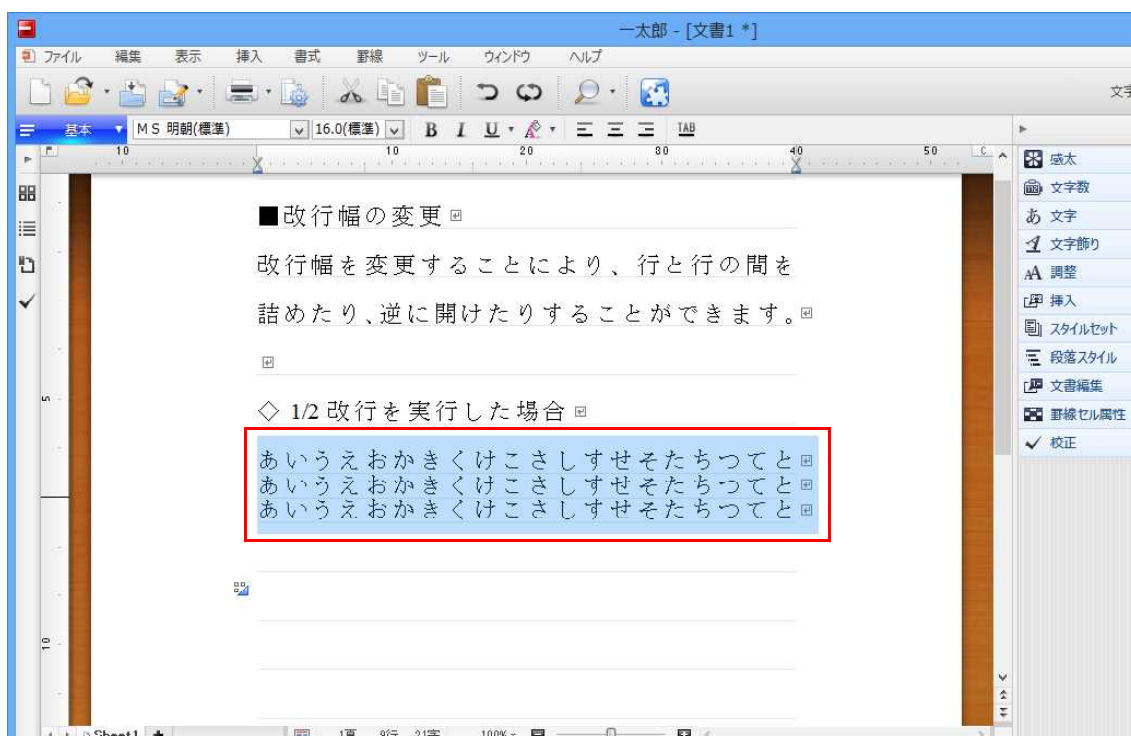 一太郎 - [文書1 *]
ファイル 編集 表示 挿入 書式 罫線 ツール ウィンドウ ヘルプ
文字
基本 ＭＳ 明朝(標準) 16.0(標準) B I U TAB
10 10 20 30 40 50
■改行幅の変更
改行幅を変更することにより、行と行の間を
詰めたり、逆に開けたりすることができます。
◇ 1/2 改行を実行した場合
あいうえおかきくけこさしすせそたちつてと
あいうえおかきくけこさしすせそたちつてと
あいうえおかきくけこさしすせそたちつてと
5
10
感太
文字数
文字
文字飾り
調整
挿入
スタイルセット
段落スタイル
文書編集
罫線セル属性
校正
Sheet1 1頁 9行 21字 100%